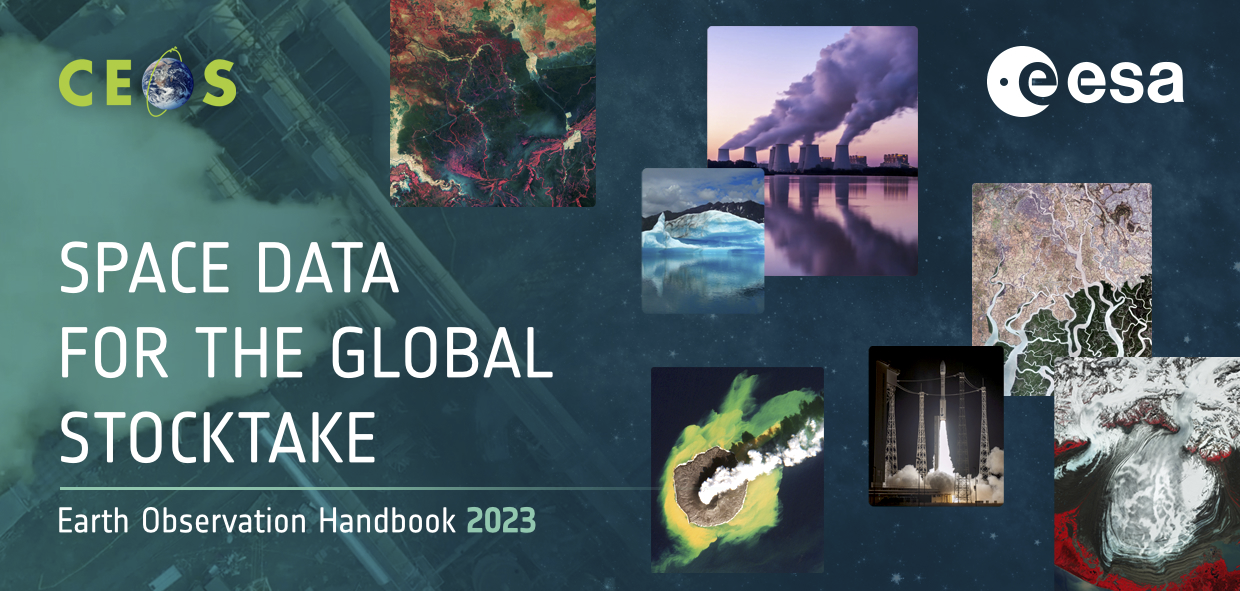 CEOS
esa
SPACE DATA
FOR THE GLOBAL
STOCKTAKE
Earth Observation Handbook 2023